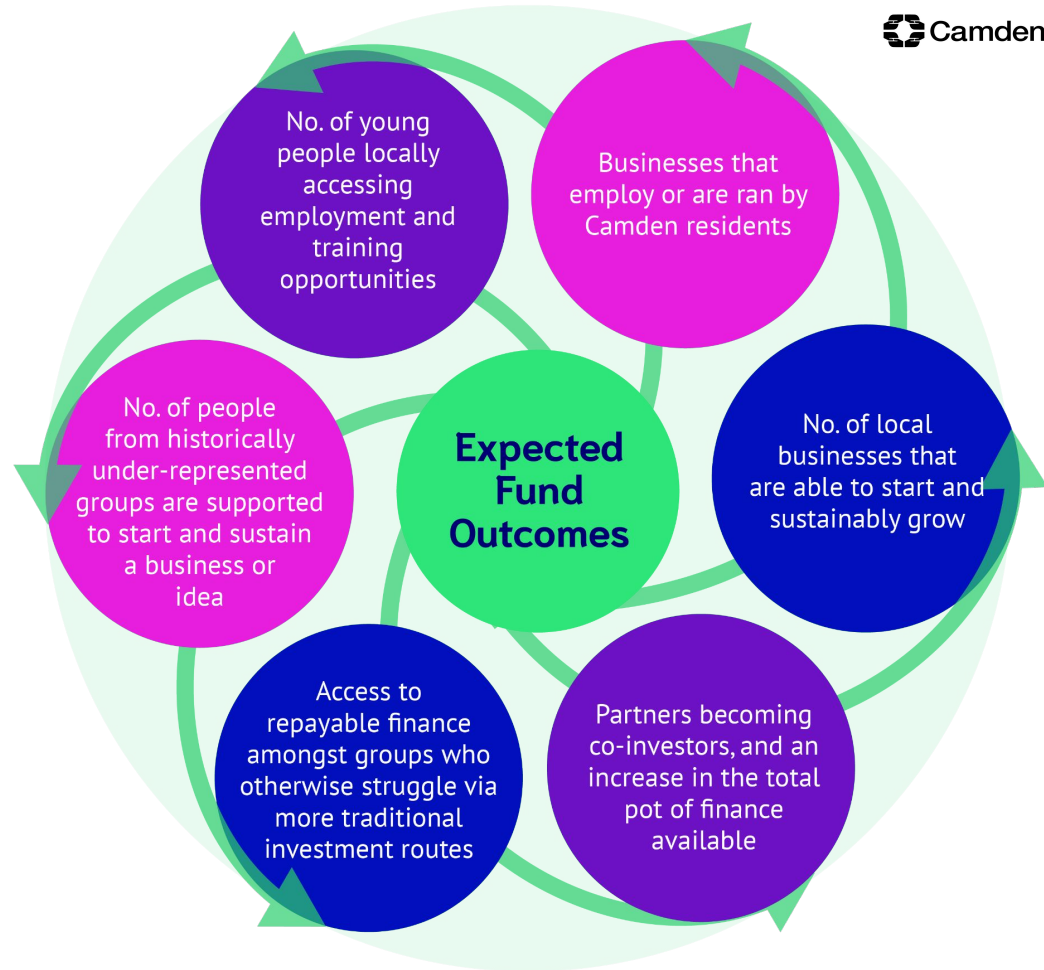 Camden
No. of young
people locally
accessing
employment and
training
opportunities
Businesses that
employ or are ran by
Camden residents
No. of people
from historically
under-represented
groups are supported
to start and sustain
a business or
idea
Expected
Fund
Outcomes
No. of local
businesses that
are able to start and
sustainably grow
Access to
repayable finance
amongst groups who
otherwise struggle via
more traditional
investment routes
Partners becoming
co-investors, and an
increase in the total
pot of finance
available